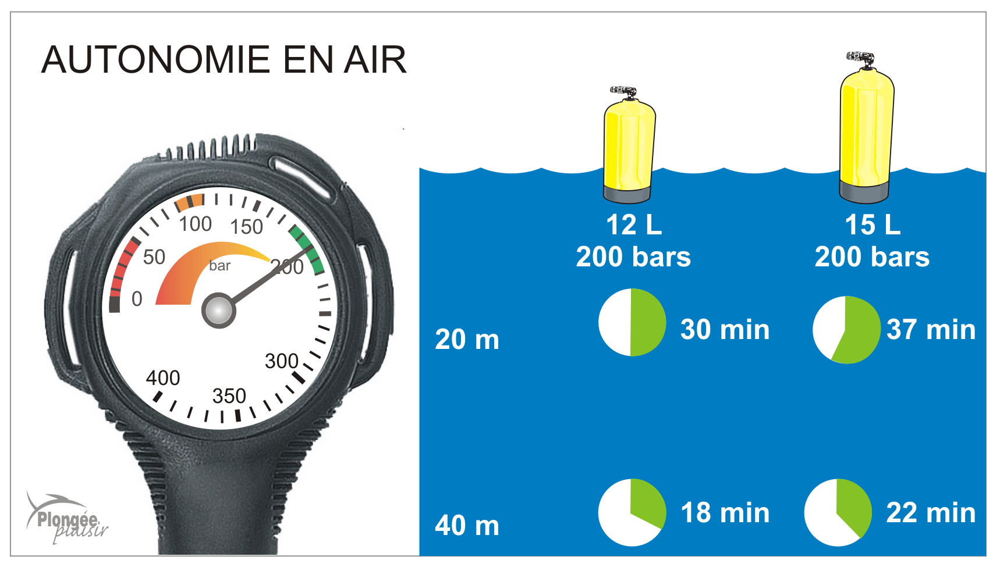 AUTONOMIE EN AIR
0
50
100
150
200
bar
300
350
400
12 L
200 bars
15 L
200 bars
20 m
30 min
37 min
40 m
18 min
22 min
Plongée
plaisir